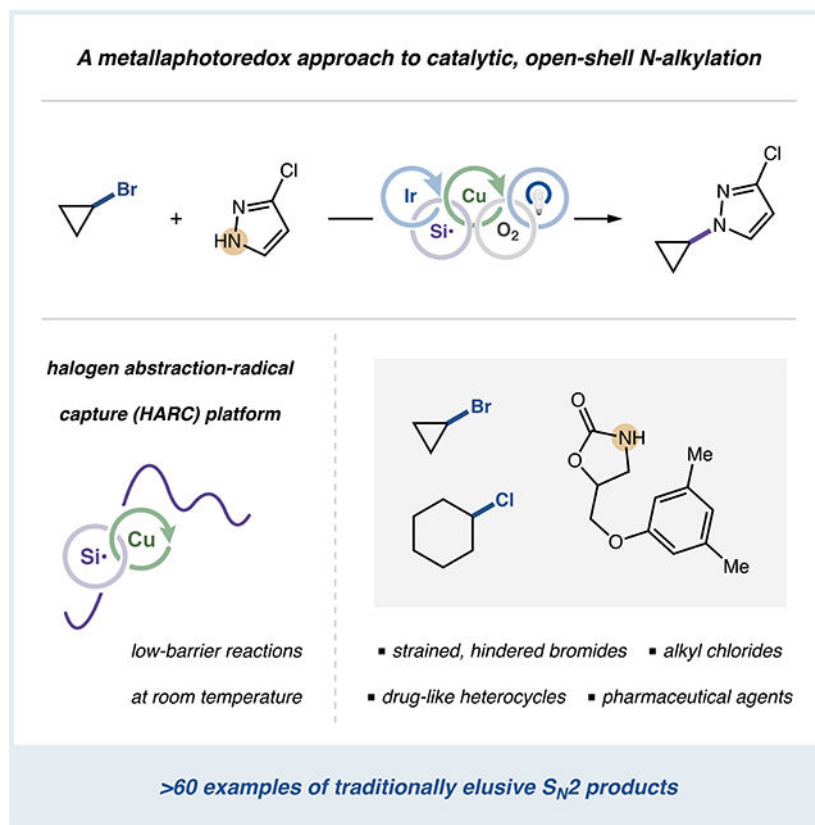 A metallaphotoredox approach to catalytic, open-shell N-alkylation
Br
+
HN
N
Cl
Ir
Cu
Si•
O2
N
N
Cl
halogen abstraction-radical
capture (HARC) platform
Si•
Cu
low-barrier reactions
at room temperature
Br
Cl
O
O
NH
O
Me
Me
▪ strained, hindered bromides ▪ alkyl chlorides
▪ drug-like heterocycles ▪ pharmaceutical agents
>60 examples of traditionally elusive SN2 products